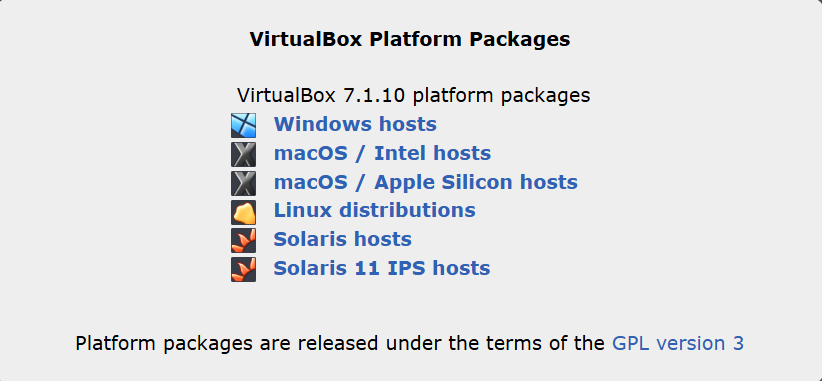 VirtualBox Platform Packages
VirtualBox 7.1.10 platform packages
Windows hosts
macOS / Intel hosts
macOS / Apple Silicon hosts
Linux distributions
Solaris hosts
Solaris 11 IPS hosts
Platform packages are released under the terms of the GPL version 3